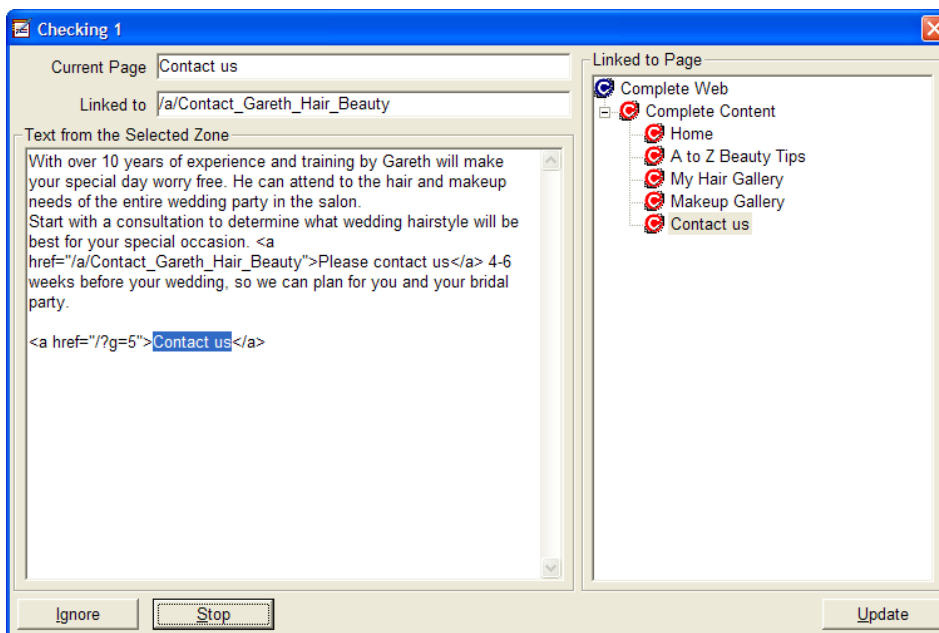 Checking 1
Current Page Contact us
Linked to /a/Contact_Gareth_Hair_Beauty
Text from the Selected Zone
With over 10 years of experience and training by Gareth will make
your special day worry free. He can attend to the hair and makeup
needs of the entire wedding party in the salon.
Start with a consultation to determine what wedding hairstyle will be
best for your special occasion. <a
href="/a/Contact_Gareth_Hair_Beauty">Please contact us</a> 4-6
weeks before your wedding, so we can plan for you and your bridal
party.
<a href="/?g=5">Contact us</a>
Linked to Page
Complete Web
Complete Content
Home
A to Z Beauty Tips
My Hair Gallery
Makeup Gallery
Contact us
Ignore
Stop
Update